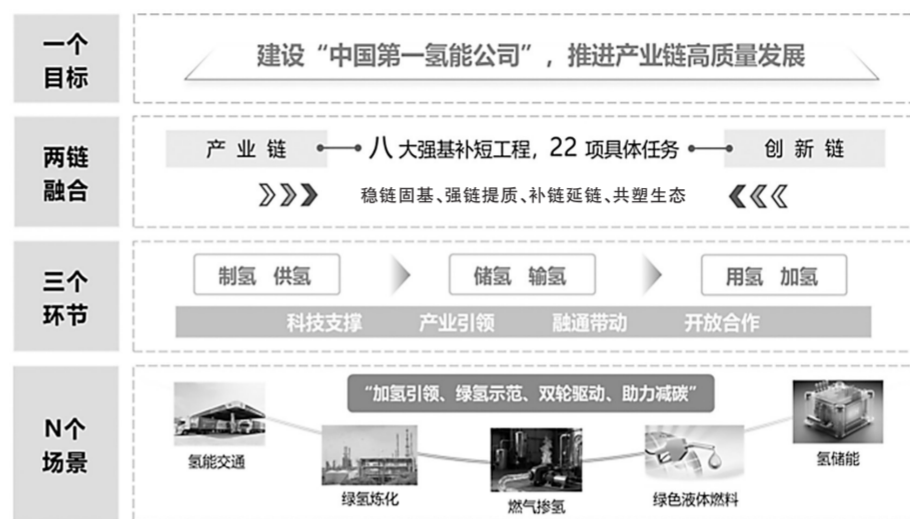 一个
目标
建设“中国第一氢能公司”，推进产业链高质量发展
两链
融合
产业链
八大强基补短工程，22项具体任务
创新链
稳链固基、强链提质、补链延链、共塑生态
三个
环节
制氢 供氢
储氢 输氢
用氢 加氢
科技支撑 产业引领 融通带动 开放合作
N个
场景
“加氢引领、绿氢示范、双轮驱动、助力减碳”
氢能交通
绿氢炼化
燃气掺氢
绿色液体燃料
氢储能